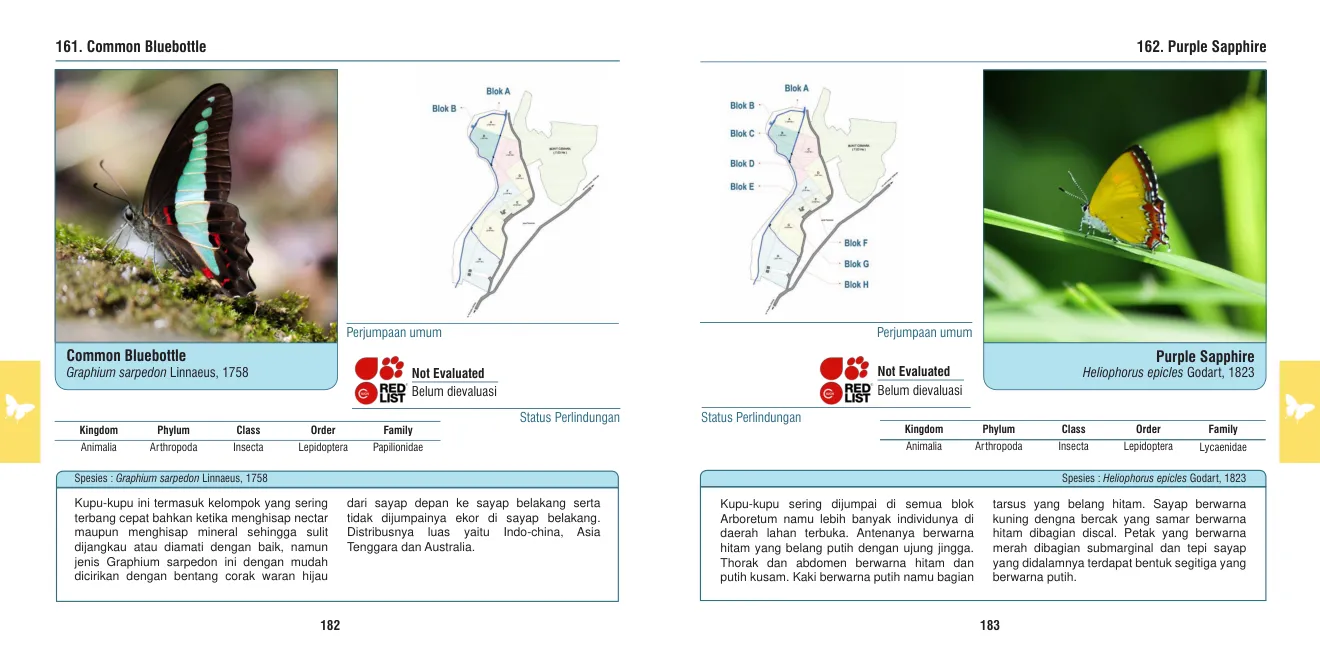 161. Common Bluebottle
Blok A
Blok B
Perjumpaan umum
Common Bluebottle
Graphium sarpedon Linnaeus, 1758
RED LIST
Not Evaluated
Belum dievaluasi
Status Perlindungan
Kingdom Phylum Class Order Family
Animalia Arthropoda Insecta Lepidoptera Papilionidae
Spesies : Graphium sarpedon Linnaeus, 1758
Kupu-kupu ini termasuk kelompok yang sering
terbang cepat bahkan ketika menghisap nectar
maupun menghisap mineral sehingga sulit
dijangkau atau diamati dengan baik, namun
jenis Graphium sarpedon ini dengan mudah
dicirikan dengan bentang corak waran hijau
dari sayap depan ke sayap belakang serta
tidak dijumpainya ekor di sayap belakang.
Distribusnya luas yaitu Indo-china, Asia
Tenggara dan Australia.
182
162. Purple Sapphire
Blok A
Blok B
Blok C
Blok D
Blok E
Blok F
Blok G
Blok H
Perjumpaan umum
Purple Sapphire
Heliophorus epicles Godart, 1823
RED LIST
Not Evaluated
Belum dievaluasi
Status Perlindungan
Kingdom Phylum Class Order Family
Animalia Arthropoda Insecta Lepidoptera Lycaenidae
Spesies : Heliophorus epicles Godart, 1823
Kupu-kupu sering dijumpai di semua blok
Arboretum namu lebih banyak individunya di
daerah lahan terbuka. Antenanya berwarna
hitam yang belang putih dengan ujung jingga.
Thorak dan abdomen berwarna hitam dan
putih kusam. Kaki berwarna putih namu bagian
tarsus yang belang hitam. Sayap berwarna
kuning dengna bercak yang samar berwarna
hitam dibagian discal. Petak yang berwarna
merah dibagian submarginal dan tepi sayap
yang didalamnya terdapat bentuk segitiga yang
berwarna putih.
183